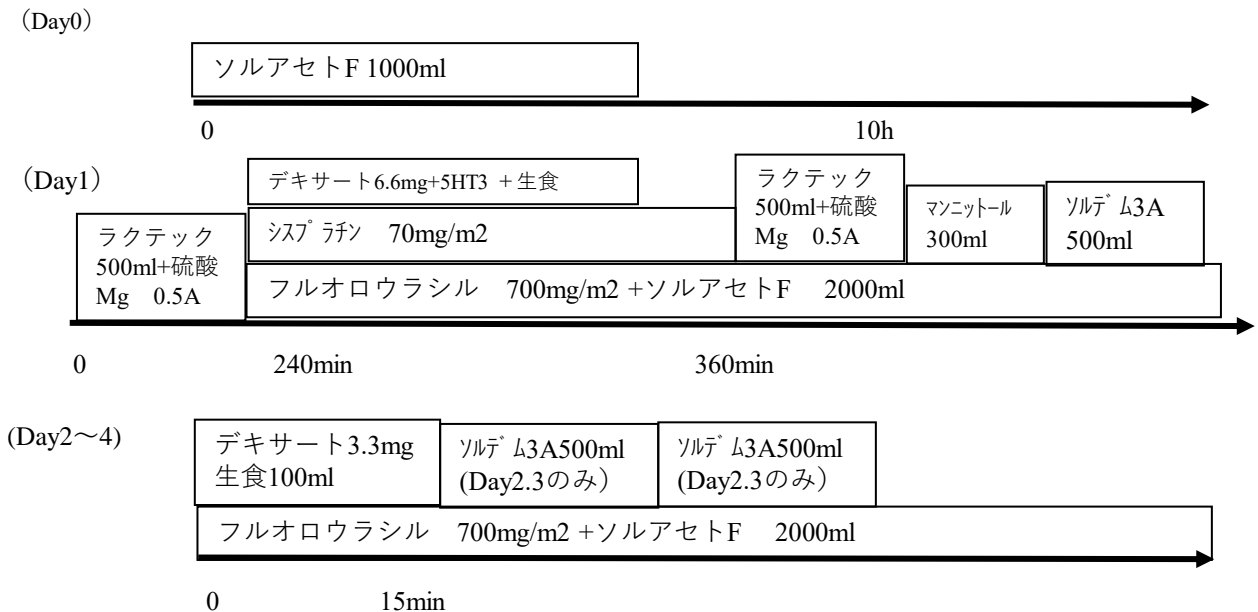 （Day0）
ソルアセトF 1000ml
0 10h
（Day1）
デキサート6.6mg+5HT3 ＋生食
ラクテック
500ml+硫酸
Mg 0.5A
シスプラチン 70mg/m2
フルオロウラシル 700mg/m2 +ソルアセトF 2000ml
ラクテック
500ml+硫酸
Mg 0.5A
マンニットール
300ml
ソルデム3A
500ml
0 240min 360min
(Day2～4)
デキサート3.3mg
生食100ml
ソルデム3A500ml
(Day2.3のみ）
ソルデム3A500ml
(Day2.3のみ）
フルオロウラシル 700mg/m2 +ソルアセトF 2000ml
0 15min